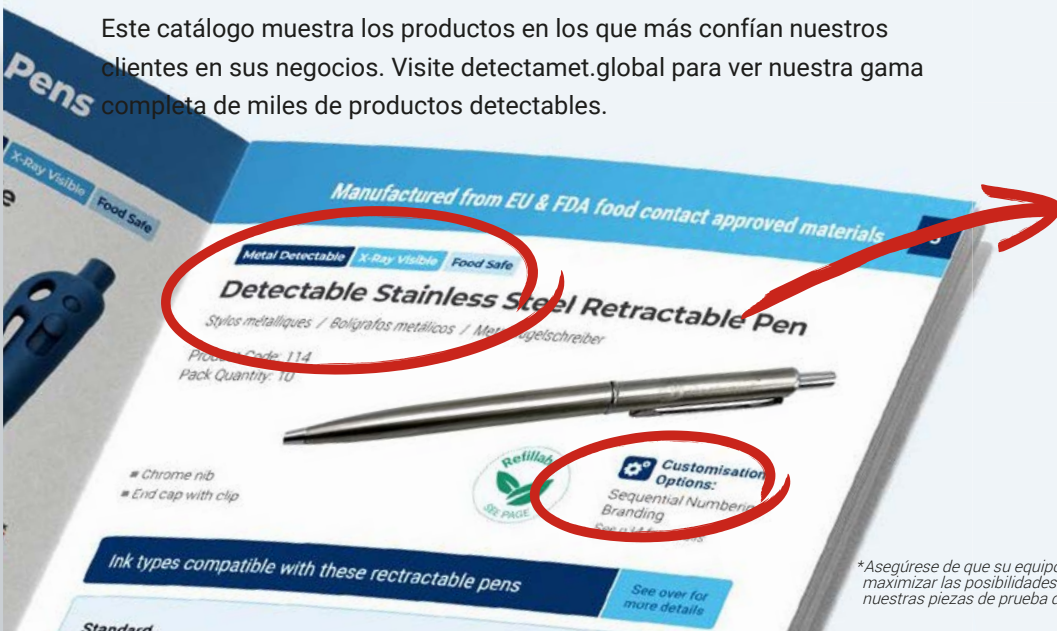 Este catálogo muestra los productos en los que más confían nuestros
clientes en sus negocios. Visite detectamet.global para ver nuestra gama
completa de miles de productos detectables.
Pens
X-Ray Visible
Food Safe
Manufactured from EU & FDA food contact approved materials
Metal Detectable X-Ray Visible Food Safe
Detectable Stainless Steel Retractable Pen
Stylos métalliques / Bolígrafos metálicos /
Product Code: 114
Pack Quantity: 10
Chrome nib
End cap with clip
SEE PAGE
Customisation
Options:
Sequential
Branding
Ink types compatible with these rectractable pens
See over for
more details
Standard
*Asegúrese de que su equipo
maximizar las posibilidades
nuestras piezas de prueba